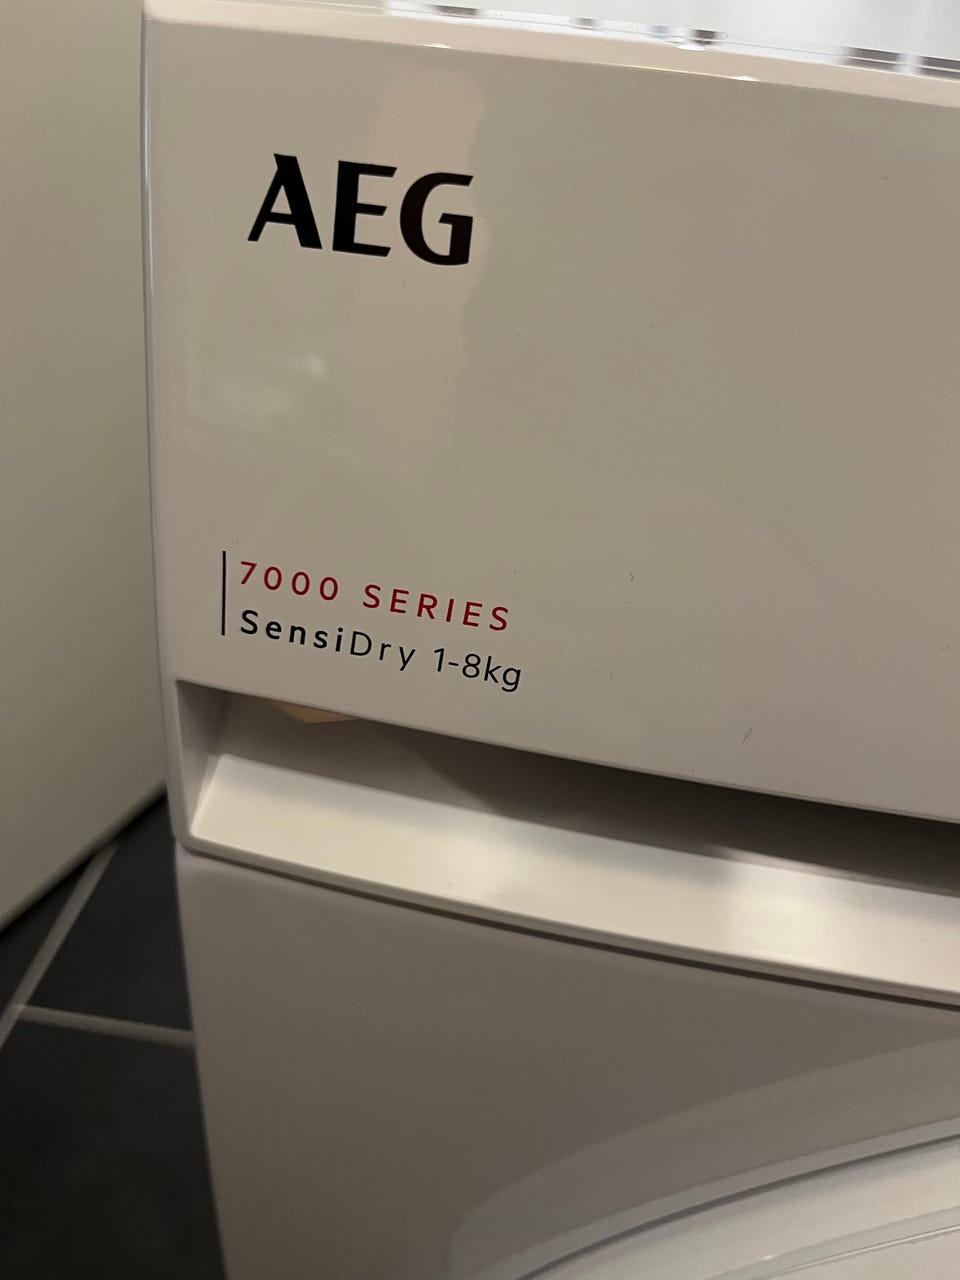 AEG
7000 SERIES
SensiDry 1-8kg